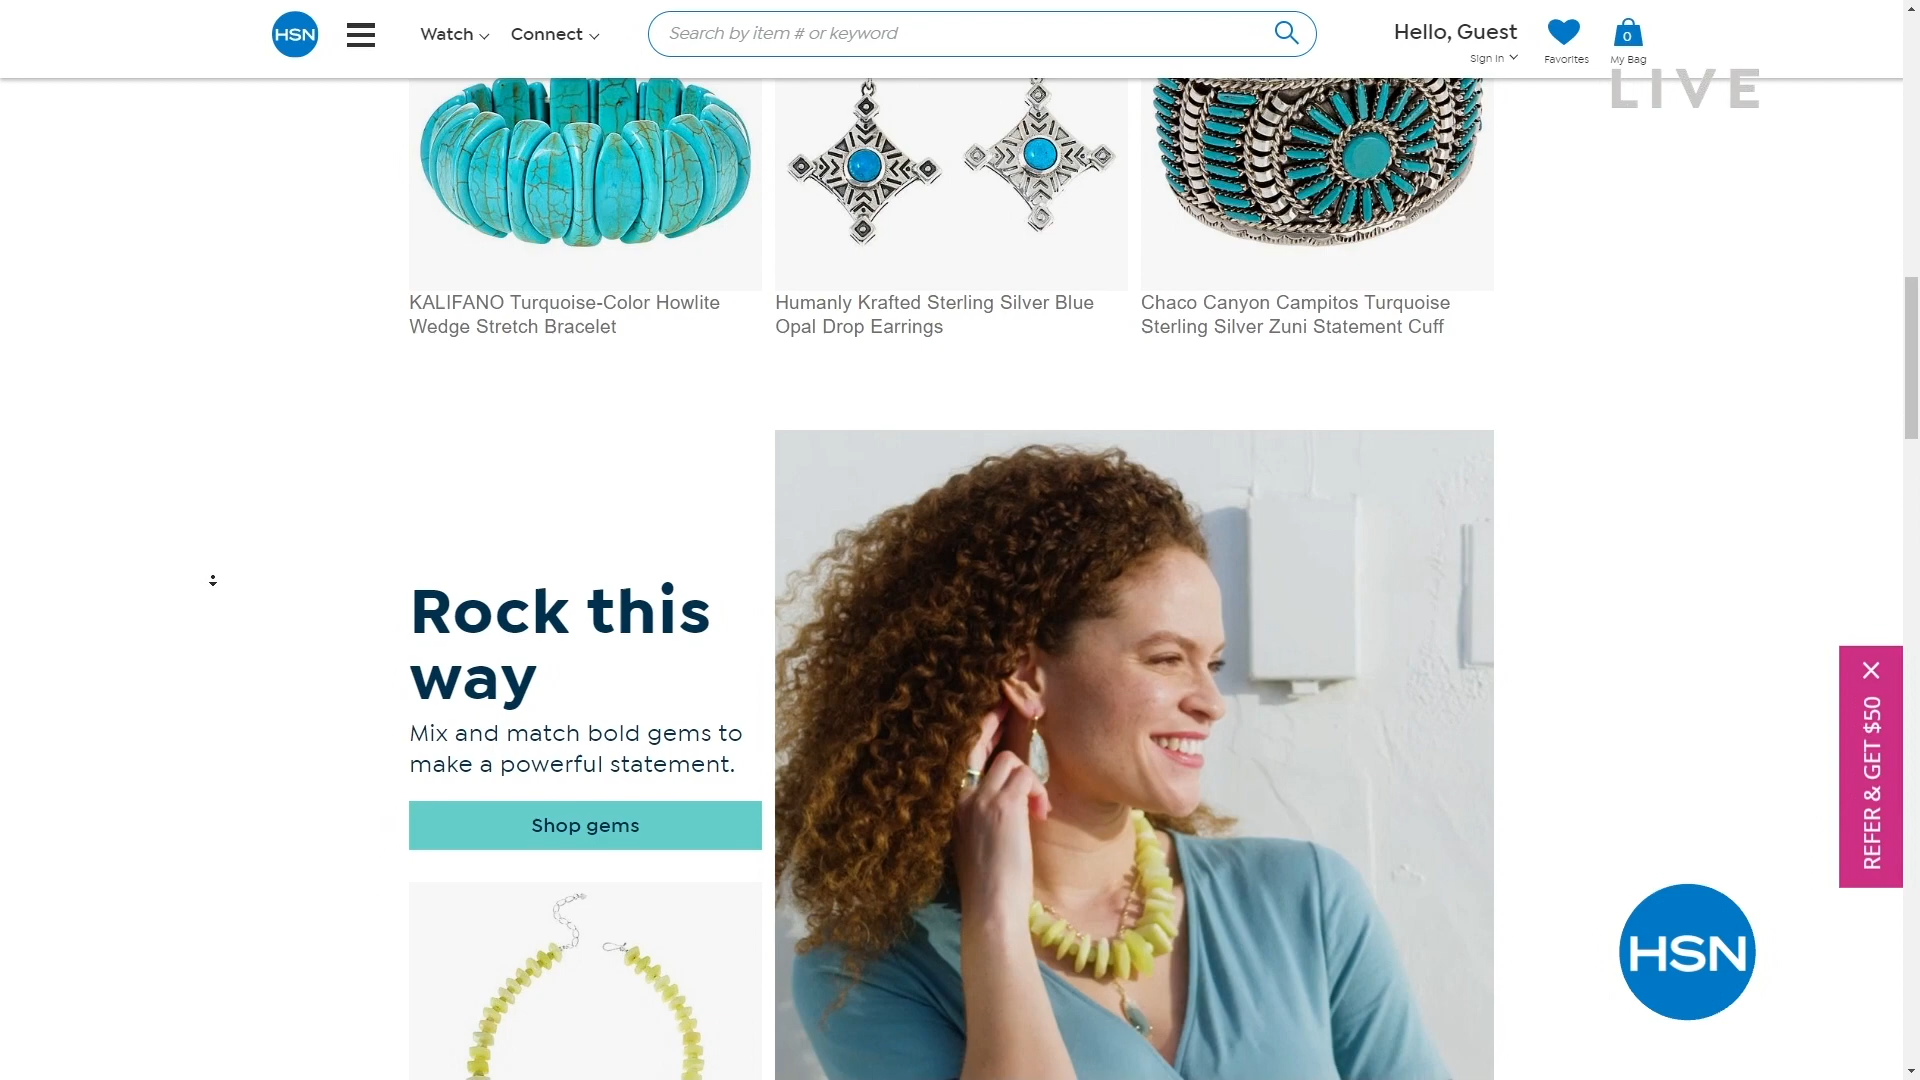 HSN
Watch
Connect
Search by item # or keyword
Hello, Guest
Sign In
Favorites
0
My Bag
LIVE
KALIFANO Turquoise-Color Howlite
Wedge Stretch Bracelet
Humanly Krafted Sterling Silver Blue
Opal Drop Earrings
Chaco Canyon Campitos Turquoise
Sterling Silver Zuni Statement Cuff
Rock this
way
Mix and match bold gems to
make a powerful statement.
Shop gems
REFER & GET $50
HSN